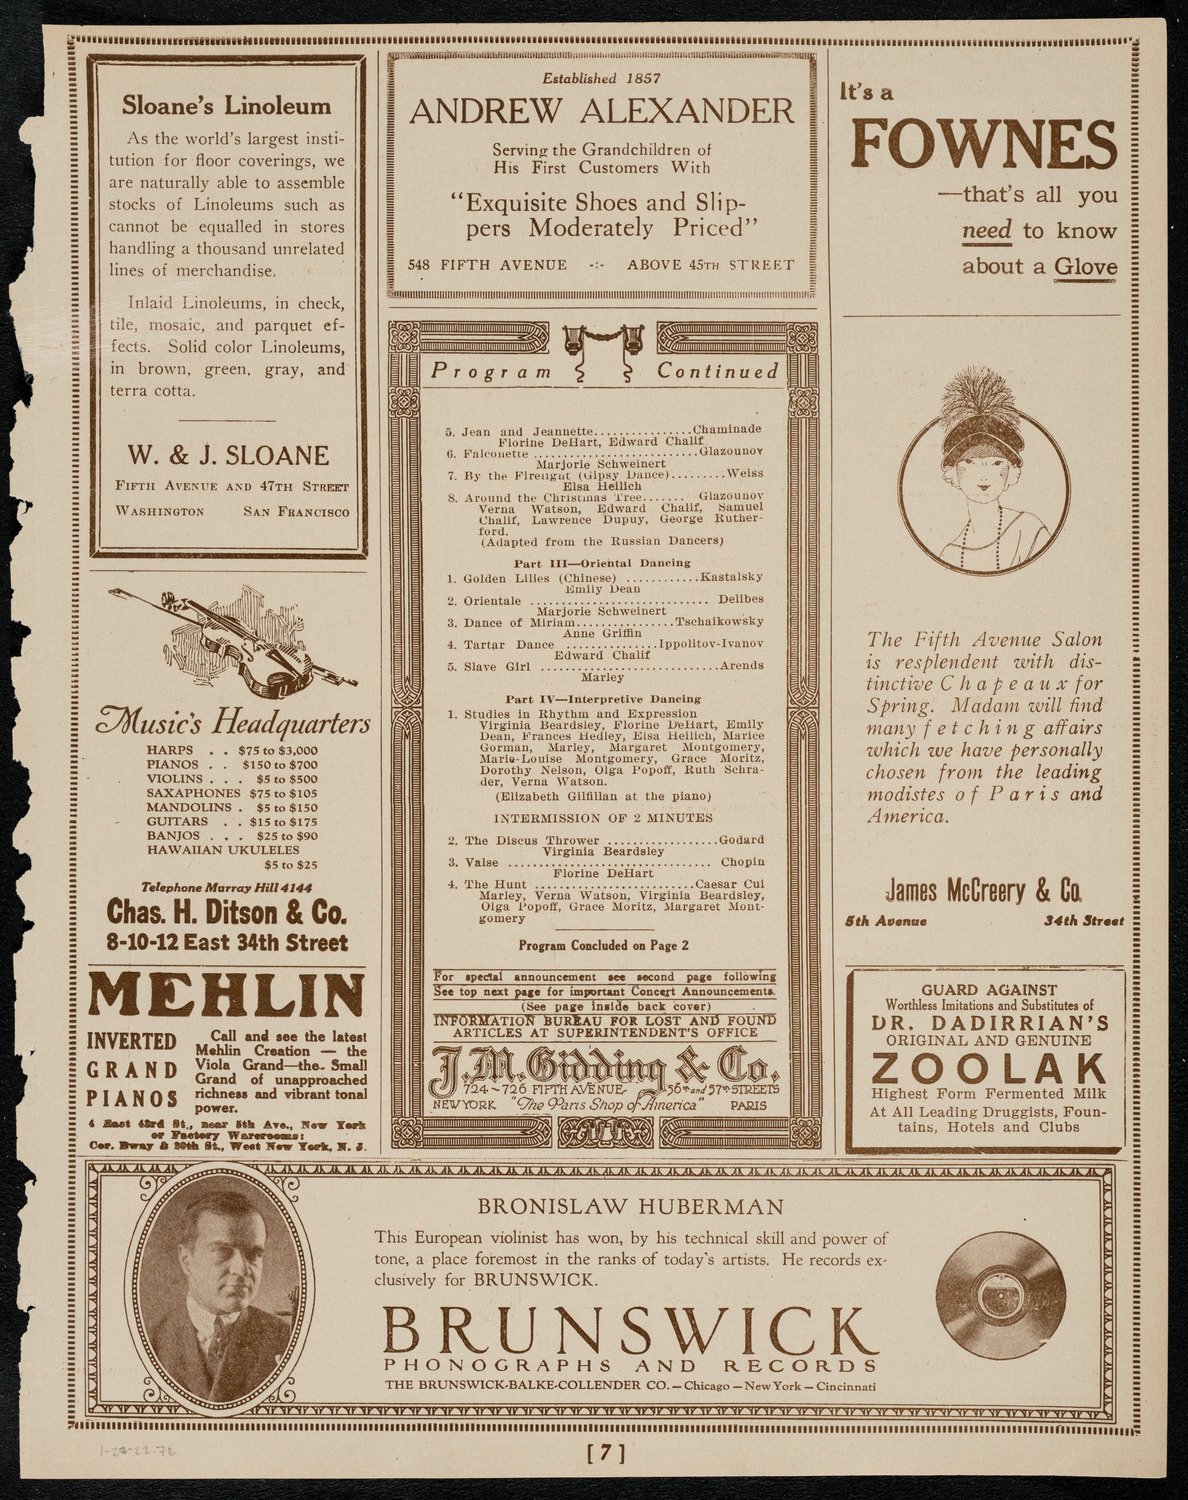 Sloane's Linoleum
As the world's largest insti-
tution for floor coverings, we
are naturally able to assemble
stocks of Linoleums such as
cannot be equalled in stores
handling a thousand unrelated
lines of merchandise.
Inlaid Linoleums, in check,
tile, mosaic, and parquet ef-
fects. Solid color Linoleums,
in brown, green, gray, and
terra cotta.
W. & J. SLOANE
FIFTH AVENUE AND 47TH STREET
WASHINGTON SAN FRANCISCO
Music's Headquarters
HARPS . . $75 to $3,000
PIANOS . . $150 to $700
VIOLINS . . . $5 to $500
SAXAPHONES $75 to $105
MANDOLINS . $5 to $150
GUITARS . . $15 to $175
BANJOS . . . $25 to $90
HAWAIIAN UKULELES
$5 to $25
Telephone Murray Hill 4144
Chas. H. Ditson & Co.
8-10-12 East 34th Street
MEHLIN
INVERTED
GRAND
PIANOS
Call and see the latest
Mehlin Creation — the
Viola Grand—the Small
Grand of unapproached
richness and vibrant tonal
power.
4 East 43rd St., near 5th Ave., New York
or Factory Warerooms:
Cor. Bway & 20th St., West New York, N. J.
Established 1857
ANDREW ALEXANDER
Serving the Grandchildren of
His First Customers With
"Exquisite Shoes and Slip-
pers Moderately Priced"
548 FIFTH AVENUE -:- ABOVE 45TH STREET
Program Continued
5. Jean and Jeannette...............Chaminade
Florine DeHart, Edward Chalif
6. Falconette .........................Glazounov
Marjorie Schweinert
7. By the Firelight (Gipsy Dance).........Weiss
Elsa Heilich
8. Around the Christmas Tree....... Glazounov
Verna Watson, Edward Chalif, Samuel
Chalif, Lawrence Dupuy, George Ruther-
ford.
(Adapted from the Russian Dancers)
Part III—Oriental Dancing
1. Golden Lilies (Chinese) ...........Kastalsky
Emily Dean
2. Orientale ........................... Delibes
Marjorie Schweinert
3. Dance of Miriam...............Tschaikowsky
Anne Griffin
4. Tartar Dance ..............Ippolitov-Ivanov
Edward Chalif
5. Slave Girl ...........................Arends
Marley
Part IV—Interpretive Dancing
1. Studies in Rhythm and Expression
Virginia Beardsley, Florine DeHart, Emily
Dean, Frances Hedley, Elsa Heilich, Marice
Gorman, Marley, Margaret Montgomery,
Marie-Louise Montgomery, Grace Moritz,
Dorothy Nelson, Olga Popoff, Ruth Schra-
der, Verna Watson.
(Elizabeth Gilfillan at the piano)
INTERMISSION OF 2 MINUTES
2. The Discus Thrower .................Godard
Virginia Beardsley
3. Valse ............................... Chopin
Florine DeHart
4. The Hunt ........................Caesar Cui
Marley, Verna Watson, Virginia Beardsley,
Olga Popoff, Grace Moritz, Margaret Mont-
gomery
Program Concluded on Page 2
For special announcement see second page following
See top next page for important Concert Announcements.
(See page inside back cover)
INFORMATION BUREAU FOR LOST AND FOUND
ARTICLES AT SUPERINTENDENT'S OFFICE
J.M. Gidding & Co.
724-726 FIFTH AVENUE- 56th and 57th STREETS
NEW YORK "The Paris Shop of America" PARIS
It's a
FOWNES
—that's all you
need to know
about a Glove
The Fifth Avenue Salon
is resplendent with dis-
tinctive Chapeaux for
Spring. Madam will find
many fetching affairs
which we have personally
chosen from the leading
modistes of Paris and
America.
James McCreery & Co.
5th Avenue 34th Street
GUARD AGAINST
Worthless Imitations and Substitutes of
DR. DADIRRIAN'S
ORIGINAL AND GENUINE
ZOOLAK
Highest Form Fermented Milk
At All Leading Druggists, Foun-
tains, Hotels and Clubs
BRONISLAW HUBERMAN
This European violinist has won, by his technical skill and power of
tone, a place foremost in the ranks of today's artists. He records ex-
clusively for BRUNSWICK.
BRUNSWICK
PHONOGRAPHS AND RECORDS
THE BRUNSWICK-BALKE-COLLENDER CO.—Chicago—New York—Cincinnati
[7]